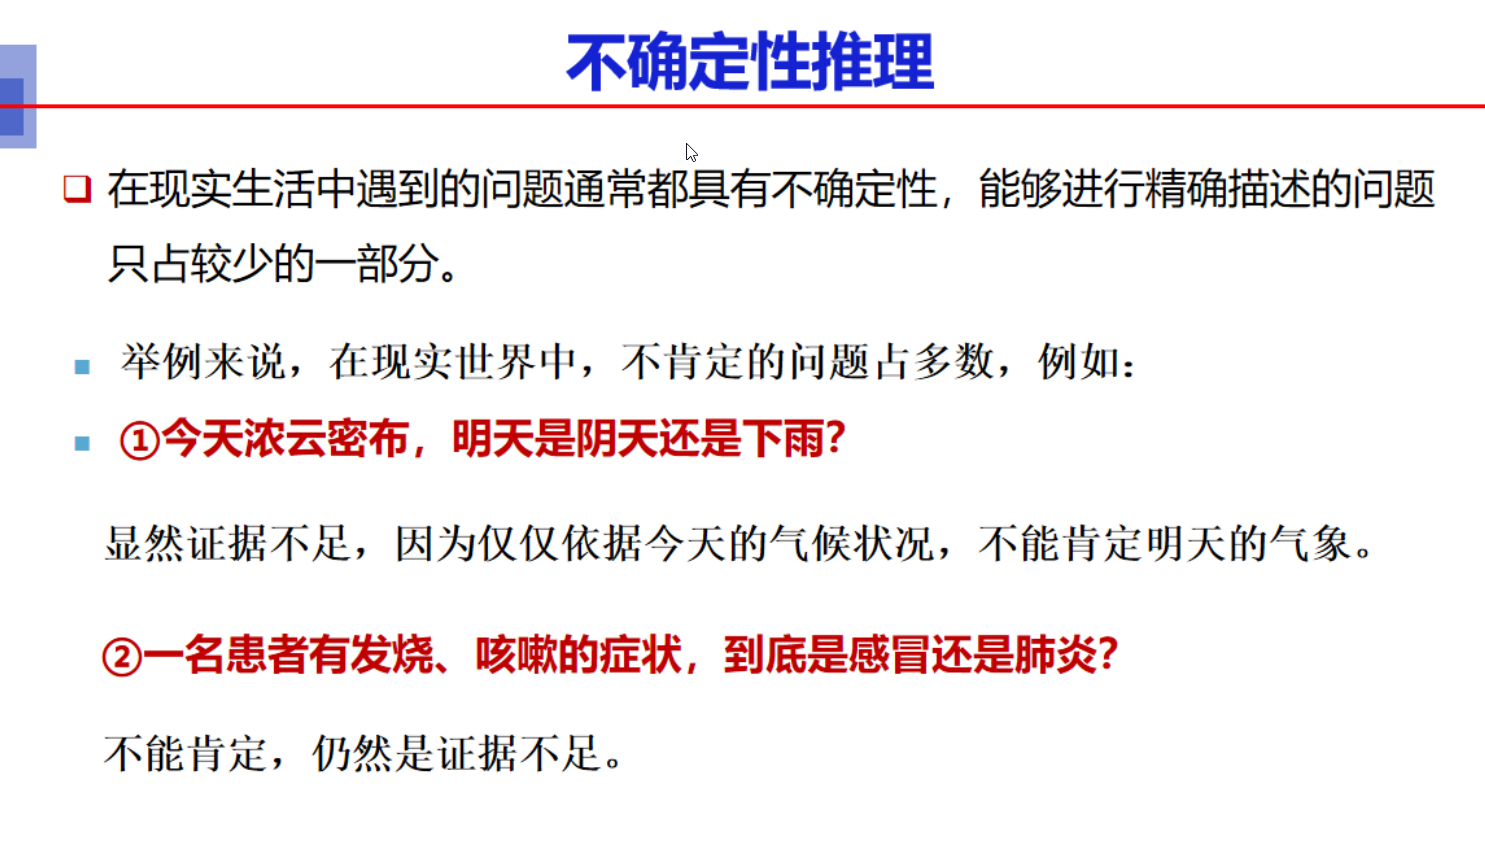 不确定性推理
在现实生活中遇到的问题通常都具有不确定性，能够进行精确描述的问题
只占较少的一部分。
举例来说，在现实世界中，不肯定的问题占多数，例如：
①今天浓云密布，明天是阴天还是下雨？
显然证据不足，因为仅仅依据今天的气候状况，不能肯定明天的气象。
②一名患者有发烧、咳嗽的症状，到底是感冒还是肺炎？
不能肯定，仍然是证据不足。